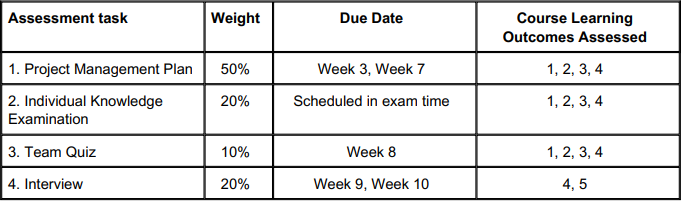 Assessment task Weight Due Date Course Learning
Outcomes Assessed
1. Project Management Plan 50% Week 3, Week 7 1, 2, 3, 4
2. Individual Knowledge 20% Scheduled in exam time 1, 2, 3, 4
Examination
3. Team Quiz 10% Week 8 1, 2, 3, 4
4. Interview 20% Week 9, Week 10 4, 5